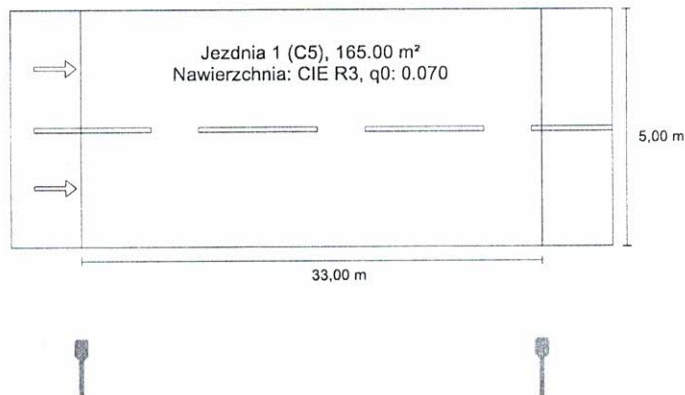 Jezdnia 1 (C5), 165.00 m²
Nawierzchnia: CIE R3, q0: 0.070
5,00 m
33,00 m